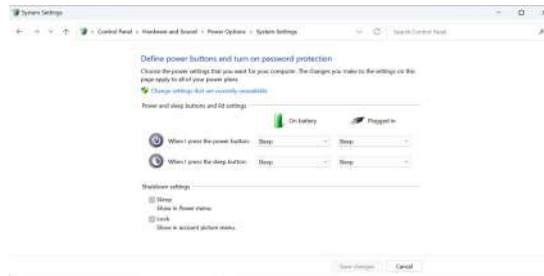 System Settings
Control Panel › Hardware and Sound › Power Options › System Settings
Search Control Panel
Define power buttons and turn on password protection
Choose the power settings that you want for your computer. The changes you make to the settings on this
page apply to all of your power plans.
Change settings that are currently unavailable
Power and sleep buttons and lid settings
On battery Plugged in
When I press the power button: Sleep Sleep
When I press the sleep button: Sleep Sleep
Shutdown settings
Sleep
Show in Power menu.
Lock
Show in account picture menu.
Save changes Cancel